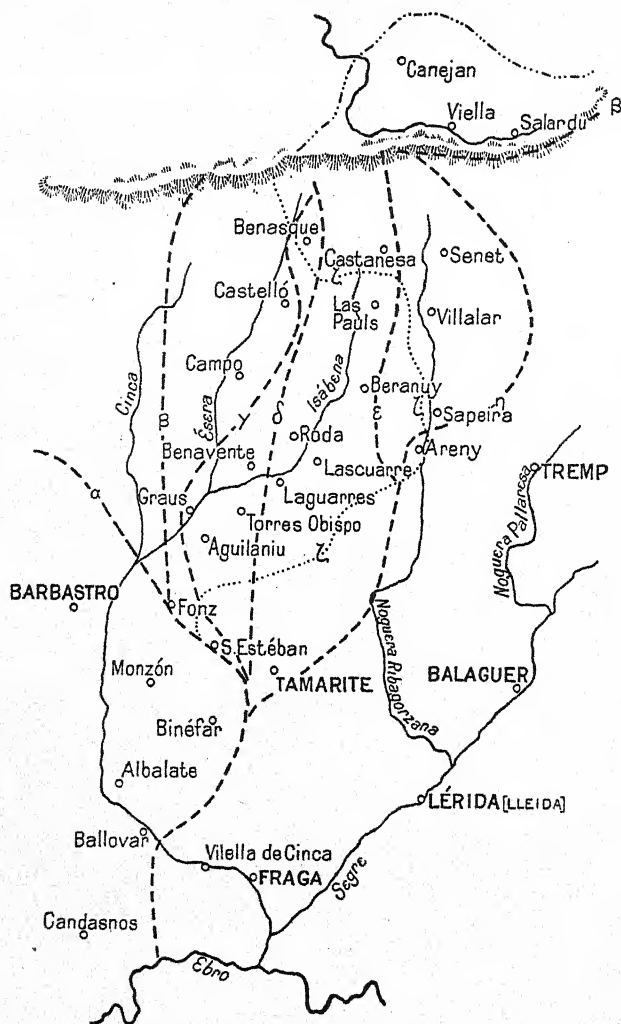 Canejan
Viella
Salardú
β
Benasque
Castanesa
Senet
ζ
Castelló
Las
Pauls
Villalar
Cinca
Campo
Ésera
Isábena
Beranuy
β
γ
δ
ε
ζ
η
Sapeira
Roda
Benavente
Lascuarre
Areny
α
Graus
Laguarres
TREMP
Noguera Pallaresa
Torres Obispo
Aguilaniu
ζ
BARBASTRO
Fonz
Noguera Ribagorzana
S. Estéban
Monzón
TAMARITE
BALAGUER
Binéfar
Albalate
LÉRIDA [LLEIDA]
Ballovar
Vilella de Cinca
FRAGA
Segre
Candasnos
Ebro